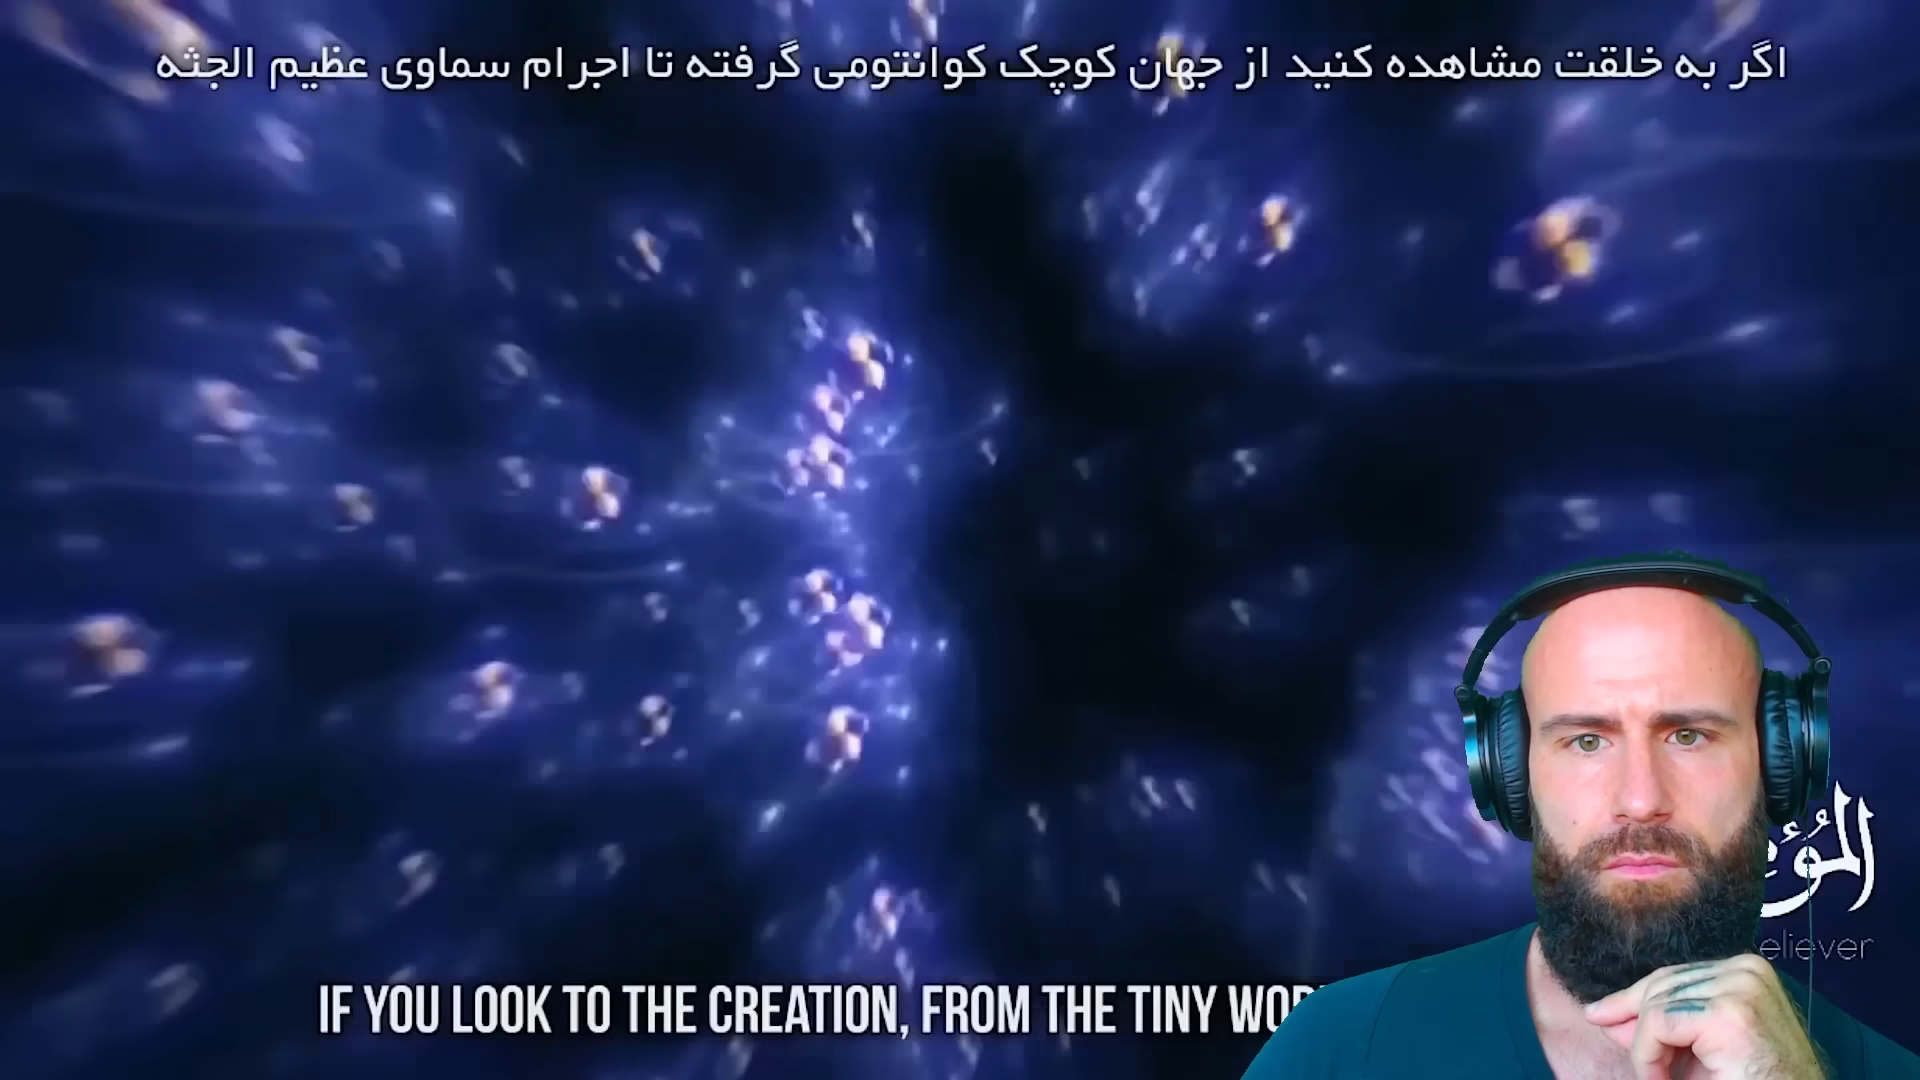 اگر به خلقت مشاهده کنید از جهان کوچک کوانتومی گرفته تا اجرام سماوی عظیم الجثه
eliever
IF YOU LOOK TO THE CREATION, FROM THE TINY